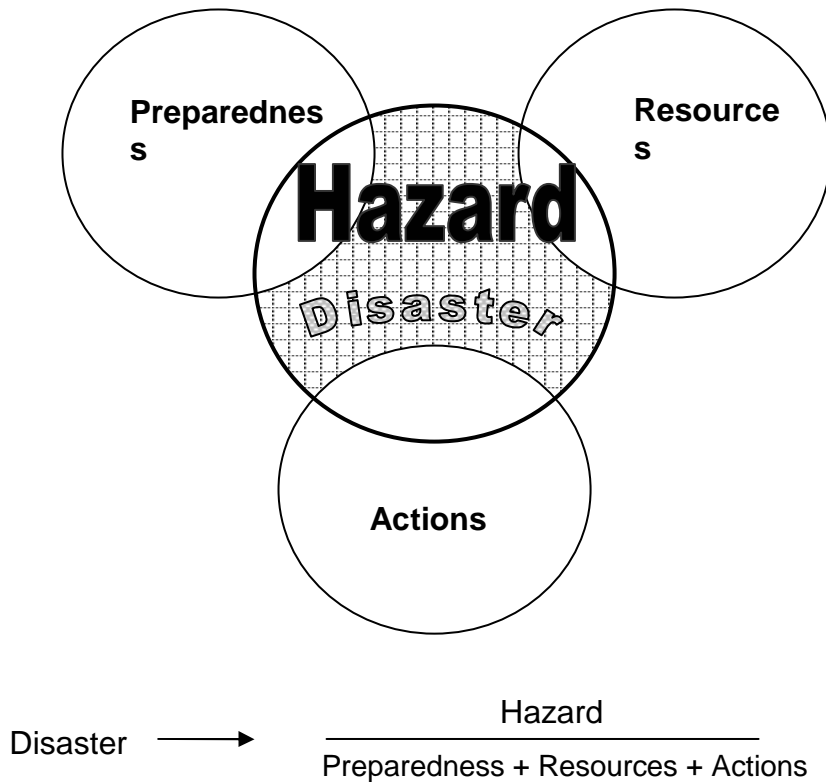 Preparednes
s
Resource
s
Hazard
Disaster
Actions
Hazard
Disaster
Preparedness + Resources + Actions